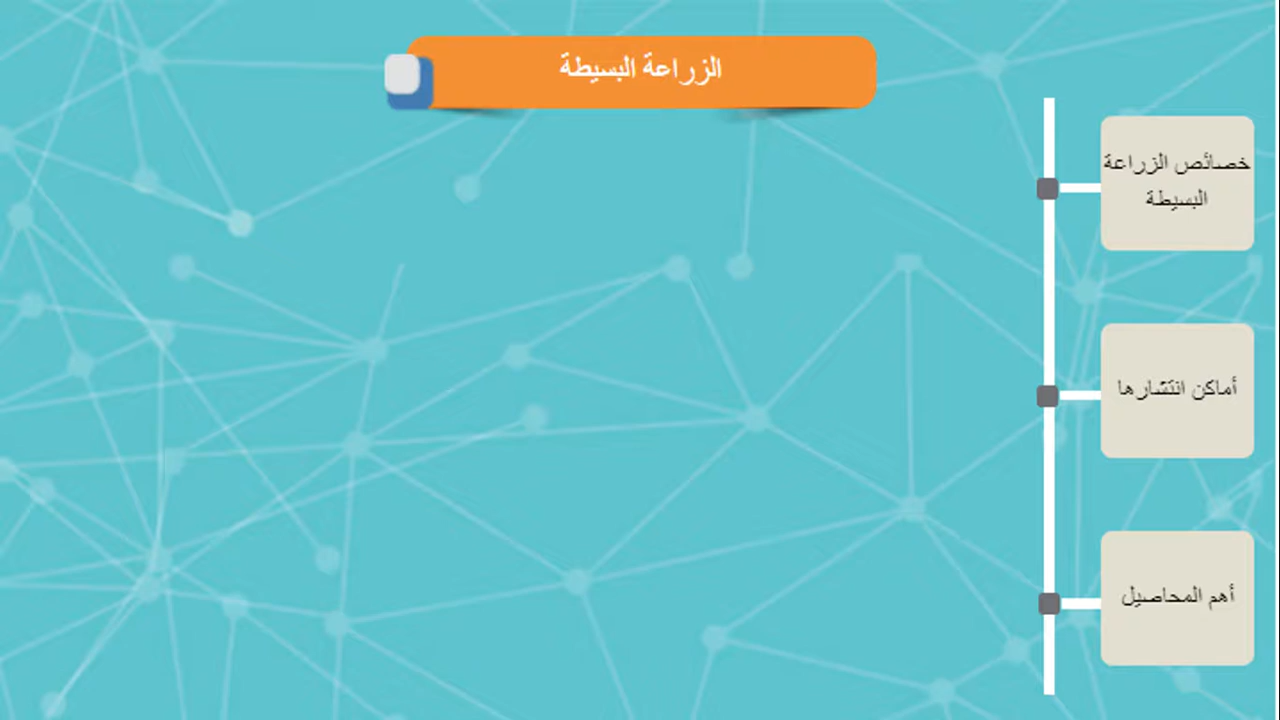 الزراعة البسيطة
خصائص الزراعة
البسيطة
أماكن انتشارها
أهم المحاصيل